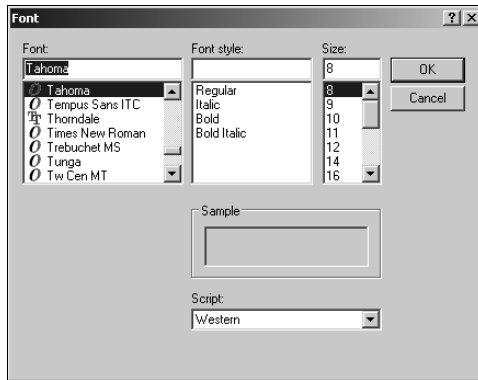 Font
Font:
Font style:
Size:
Tahoma
8
OK
Cancel
Tahoma
Tempus Sans ITC
Thorndale
Times New Roman
Trebuchet MS
Tunga
Tw Cen MT
Regular
Italic
Bold
Bold Italic
8
9
10
11
12
14
16
Sample
Script:
Western